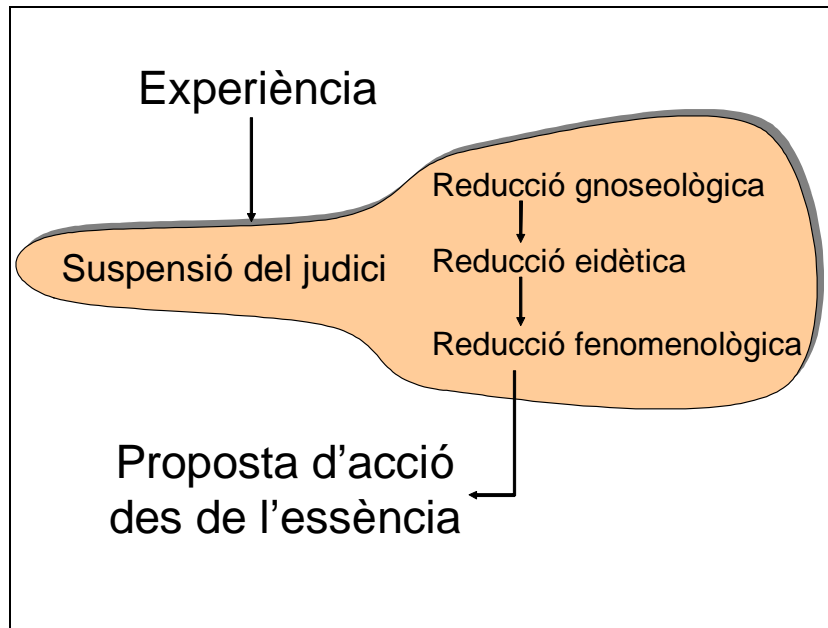 Experiència
Suspensió del judici
Reducció gnoseològica
Reducció eidètica
Reducció fenomenològica
Proposta d’acció
des de l’essència